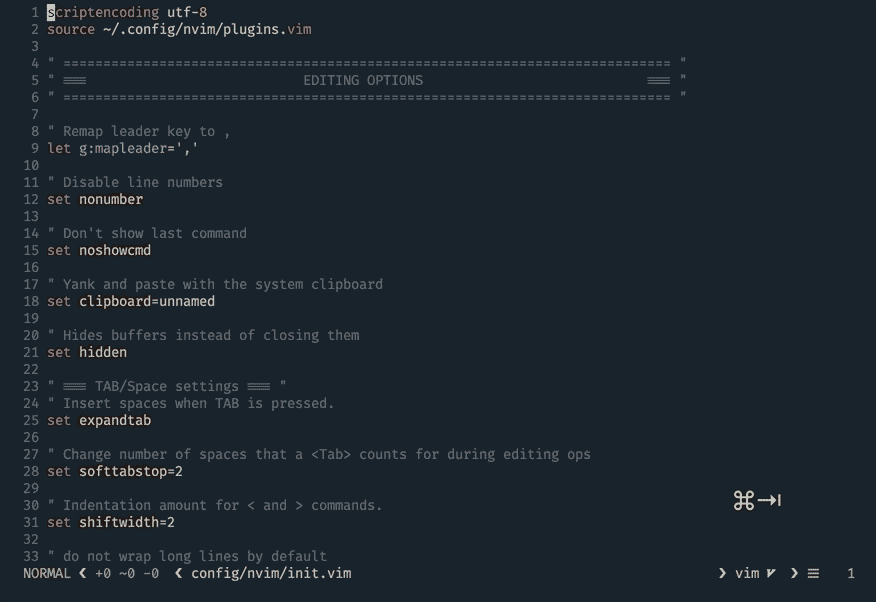 1 scriptencoding utf-8
2 source ~/.config/nvim/plugins.vim
3
4 " ============================================================================ "
5 " === EDITING OPTIONS === "
6 " ============================================================================ "
7
8 " Remap leader key to ,
9 let g:mapleader=','
10
11 " Disable line numbers
12 set nonumber
13
14 " Don't show last command
15 set noshowcmd
16
17 " Yank and paste with the system clipboard
18 set clipboard=unnamed
19
20 " Hides buffers instead of closing them
21 set hidden
22
23 " === TAB/Space settings === "
24 " Insert spaces when TAB is pressed.
25 set expandtab
26
27 " Change number of spaces that a <Tab> counts for during editing ops
28 set softtabstop=2
29
30 " Indentation amount for < and > commands.
31 set shiftwidth=2
32
33 " do not wrap long lines by default
⌘⇥
NORMAL ❮ +0 ~0 -0 ❮ config/nvim/init.vim ❯ vim ❯ ☰ 1